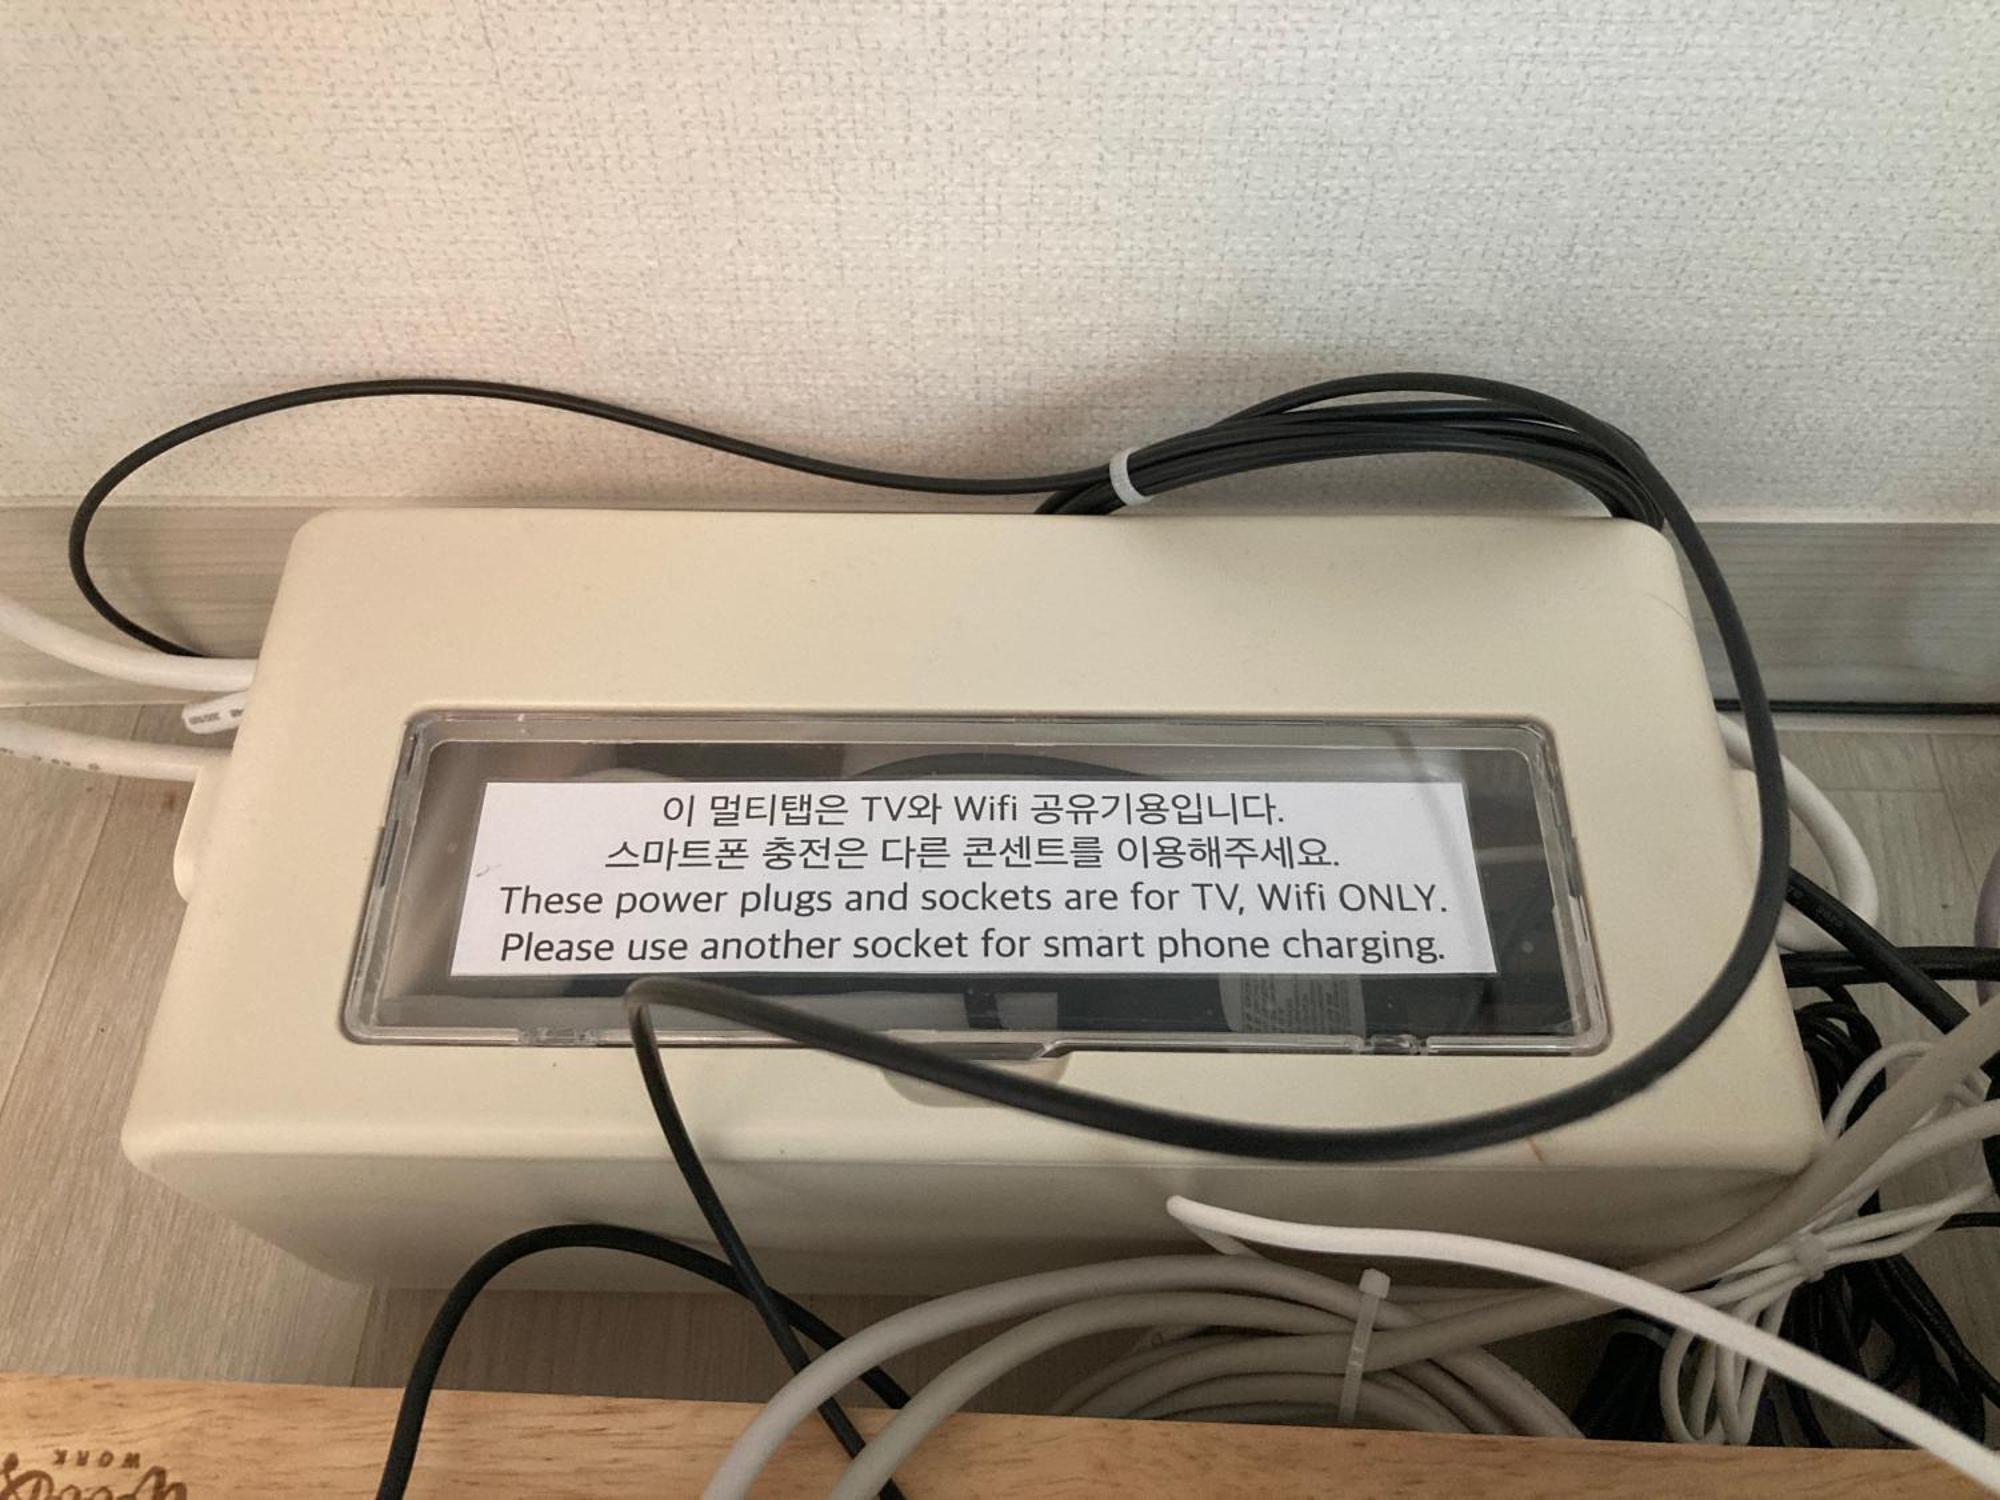 이 멀티탭은 TV와 Wifi 공유기용입니다.
스마트폰 충전은 다른 콘센트를 이용해주세요.
These power plugs and sockets are for TV, Wifi ONLY.
Please use another socket for smart phone charging.
WORK